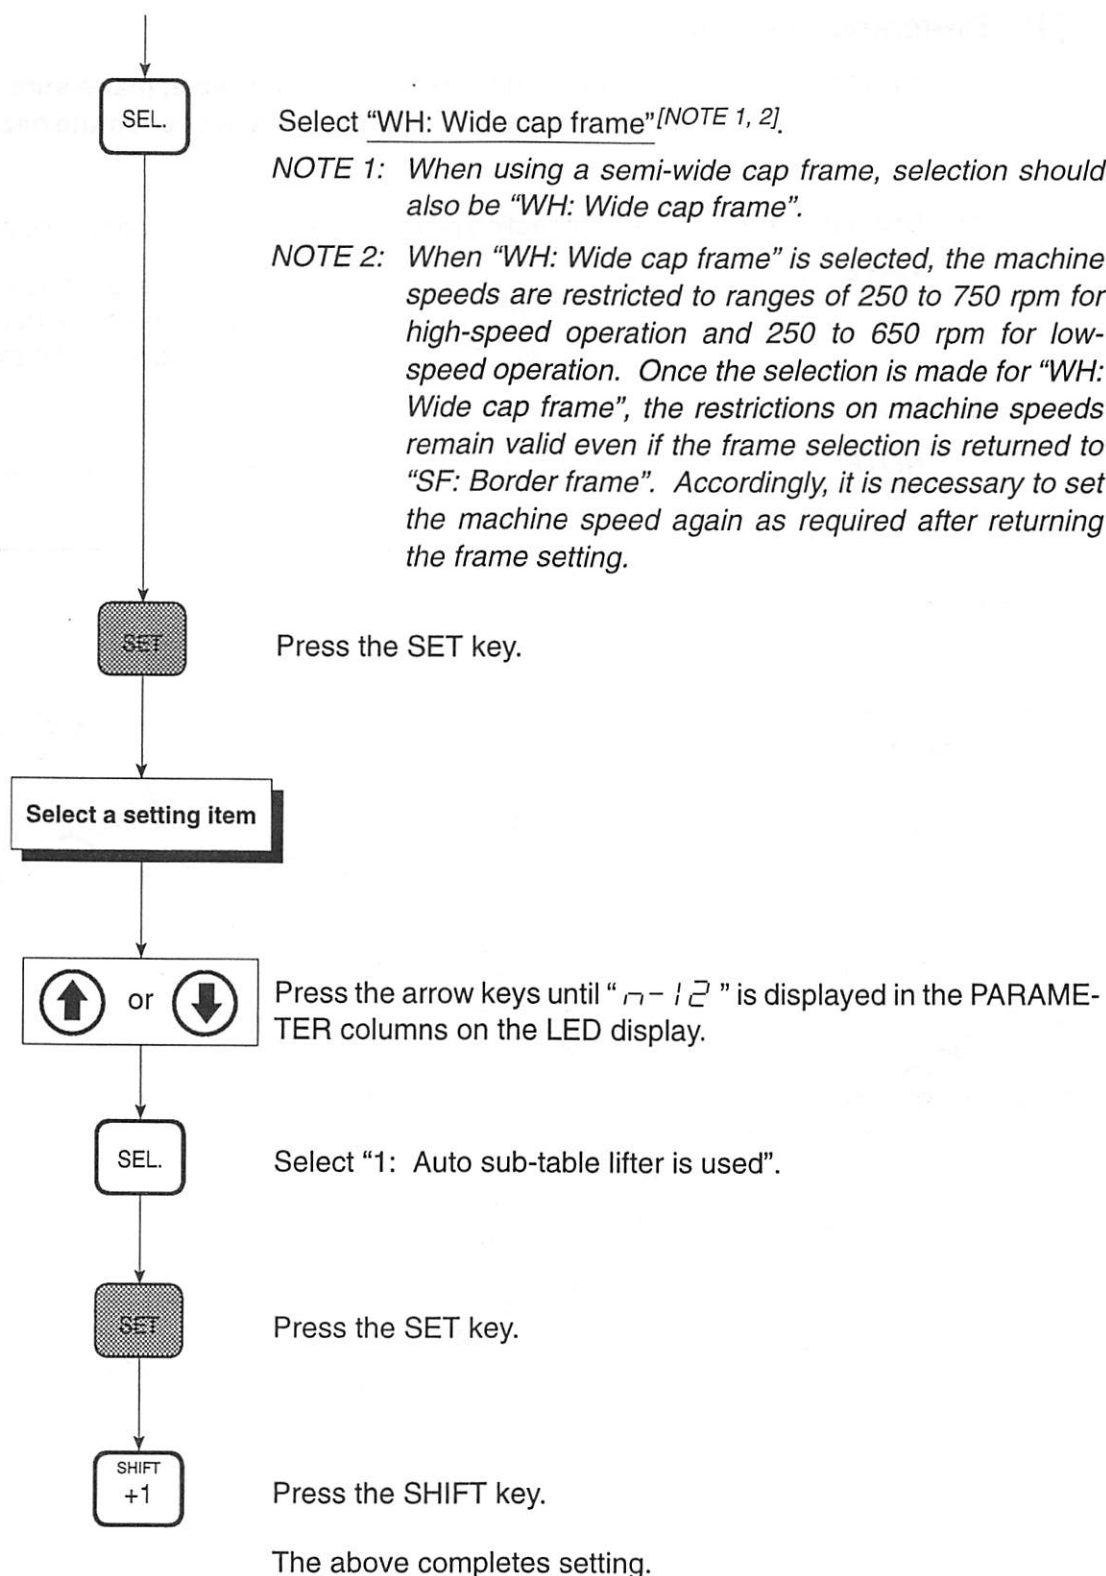 SEL.
Select “WH: Wide cap frame”[NOTE 1, 2].
NOTE 1: When using a semi-wide cap frame, selection should
also be “WH: Wide cap frame”.
NOTE 2: When “WH: Wide cap frame” is selected, the machine
speeds are restricted to ranges of 250 to 750 rpm for
high-speed operation and 250 to 650 rpm for low-
speed operation. Once the selection is made for “WH:
Wide cap frame”, the restrictions on machine speeds
remain valid even if the frame selection is returned to
“SF: Border frame”. Accordingly, it is necessary to set
the machine speed again as required after returning
the frame setting.
SET
Press the SET key.
Select a setting item
or
Press the arrow keys until “ n-12 ” is displayed in the PARAME-
TER columns on the LED display.
SEL.
Select “1: Auto sub-table lifter is used”.
SET
Press the SET key.
SHIFT
+1
Press the SHIFT key.
The above completes setting.